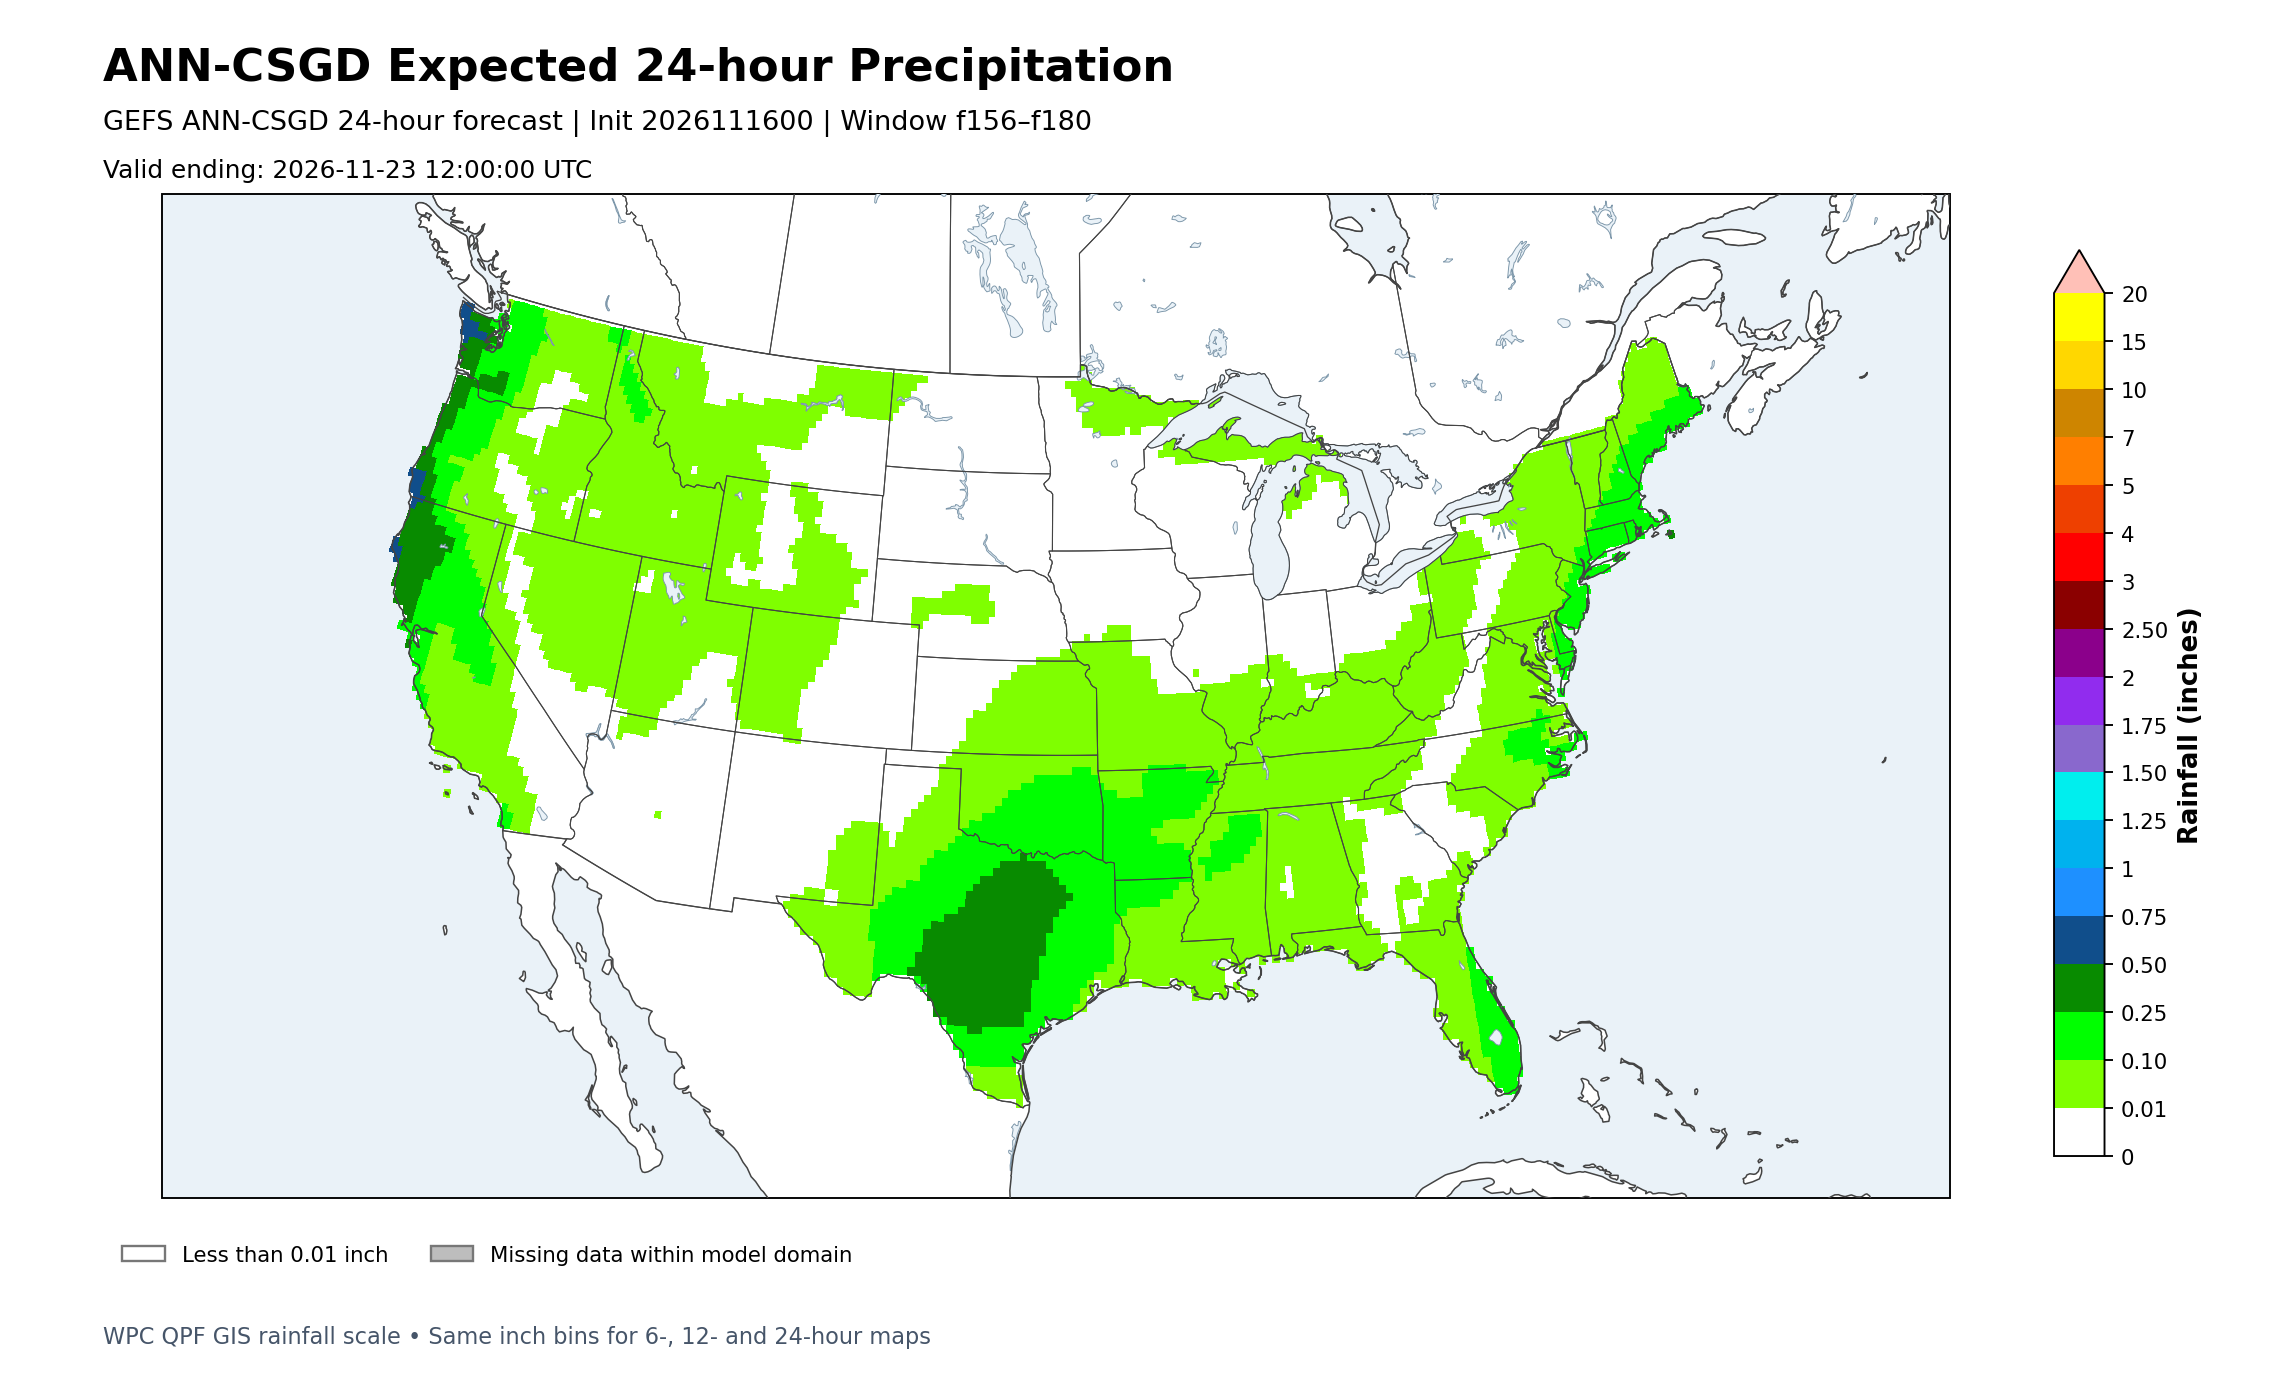 ANN-CSGD Expected 24-hour Precipitation
GEFS ANN-CSGD 24-hour forecast | Init 2026111600 | Window f156–f180
Valid ending: 2026-11-23 12:00:00 UTC
20
15
10
7
5
4
3
2.50
2
1.75
1.50
1.25
1
0.75
0.50
0.25
0.10
0.01
0
Rainfall (inches)
Less than 0.01 inch
Missing data within model domain
WPC QPF GIS rainfall scale • Same inch bins for 6-, 12- and 24-hour maps